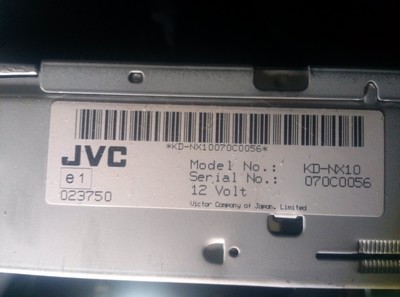 *KD-NX10070C0056*
JVC
Model No.: KD-NX10
e1
Serial No.: 070C0056
023750
12 Volt
Victor Company of Japan, Limited